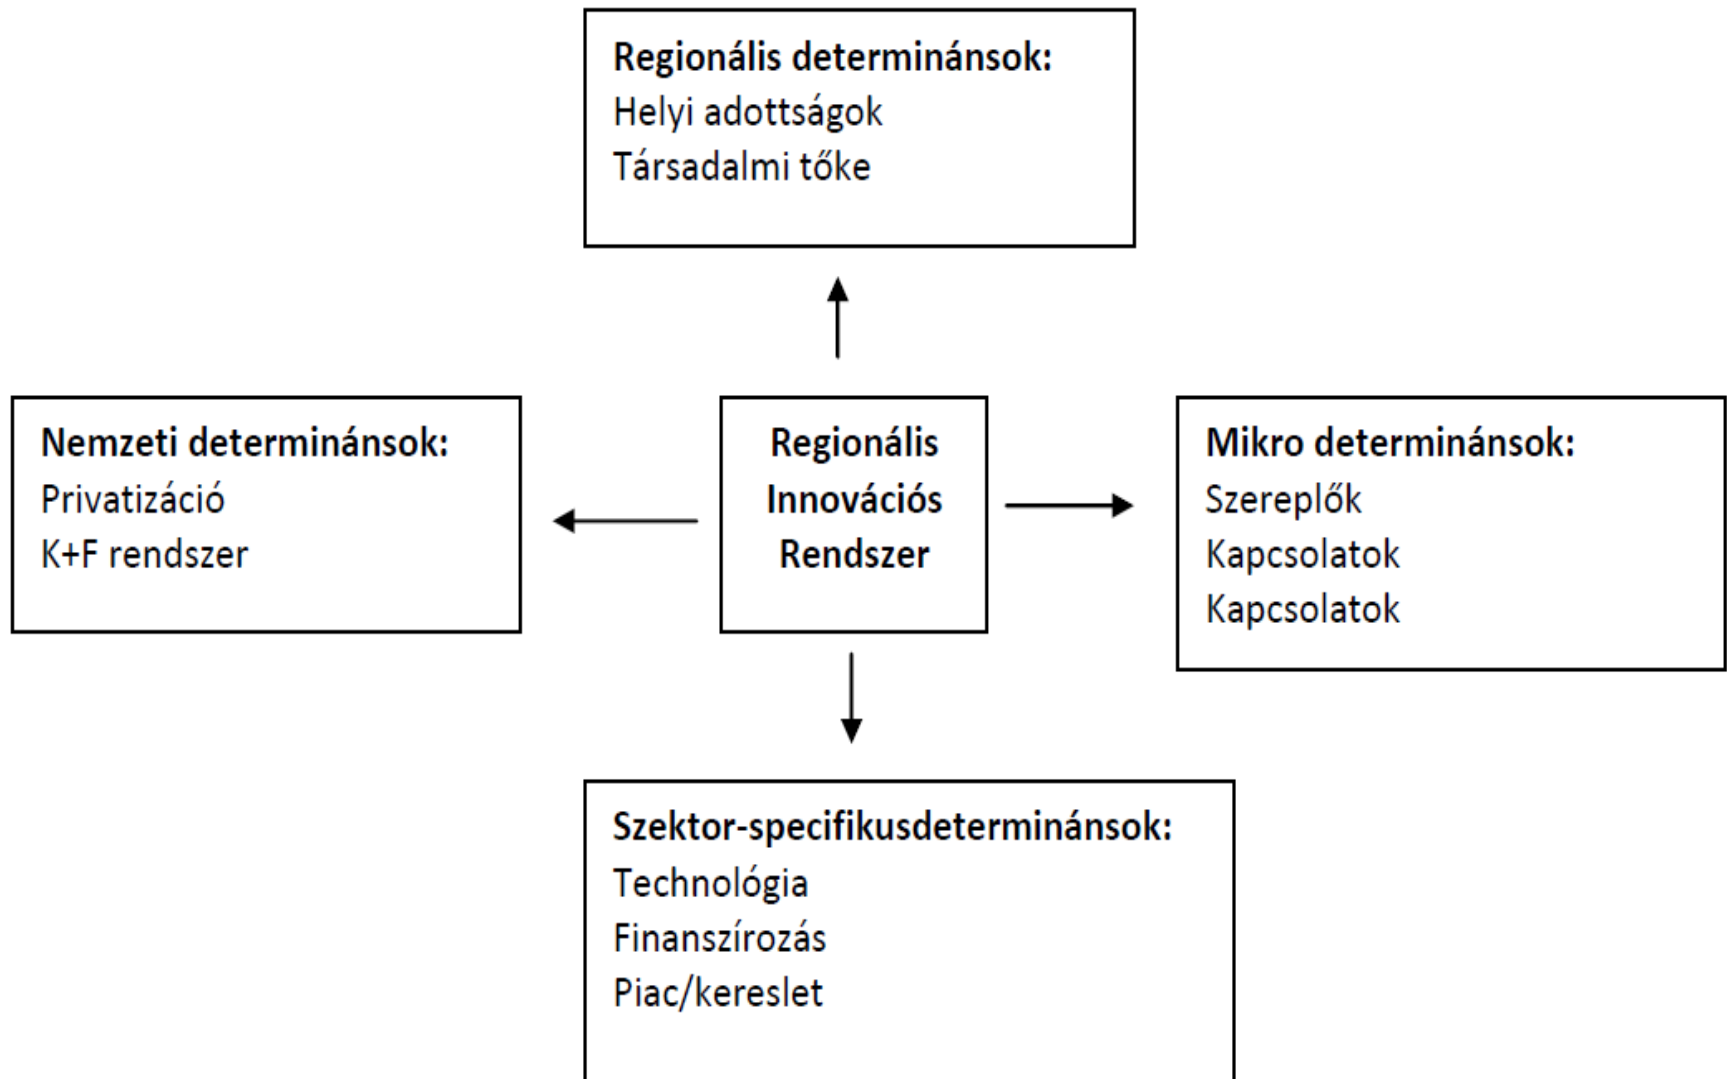 Regionális determinánsok:
Helyi adottságok
Társadalmi tőke
Nemzeti determinánsok:
Privatizáció
K+F rendszer
Regionális
Innovációs
Rendszer
Mikro determinánsok:
Szereplők
Kapcsolatok
Kapcsolatok
Szektor-specifikusdeterminánsok:
Technológia
Finanszírozás
Piac/kereslet